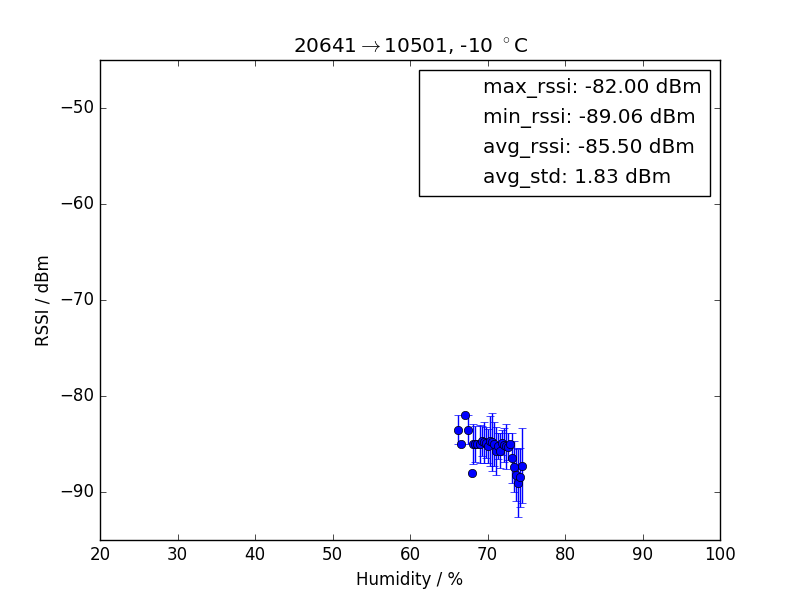 20641→10501, -10 °C
max_rssi: -82.00 dBm
min_rssi: -89.06 dBm
avg_rssi: -85.50 dBm
avg_std: 1.83 dBm
−50
−60
−70
−80
−90
RSSI / dBm
20 30 40 50 60 70 80 90 100
Humidity / %